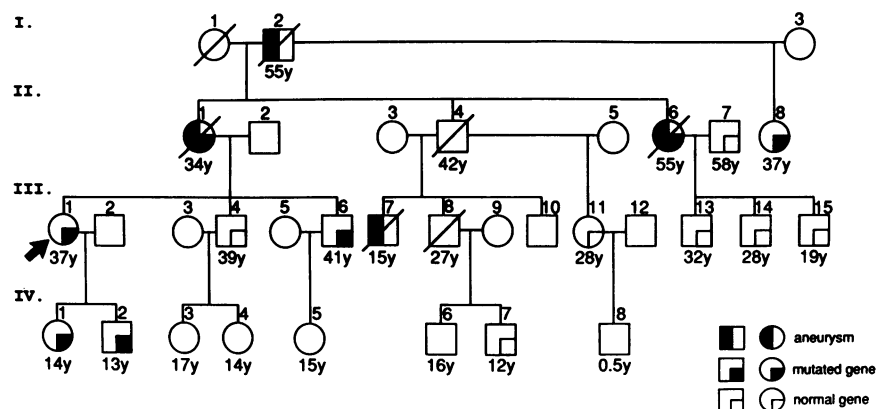 I.
1 2 3
55y
II.
1 2 3 4 5 6 7 8
34y 42y 55y 58y 37y
III.
1 2 3 4 5 6 7 8 9 10 11 12 13 14 15
37y 39y 41y 15y 27y 28y 32y 28y 19y
IV.
1 2 3 4 5 6 7 8
14y 13y 17y 14y 15y 16y 12y 0.5y
aneurysm
mutated gene
normal gene